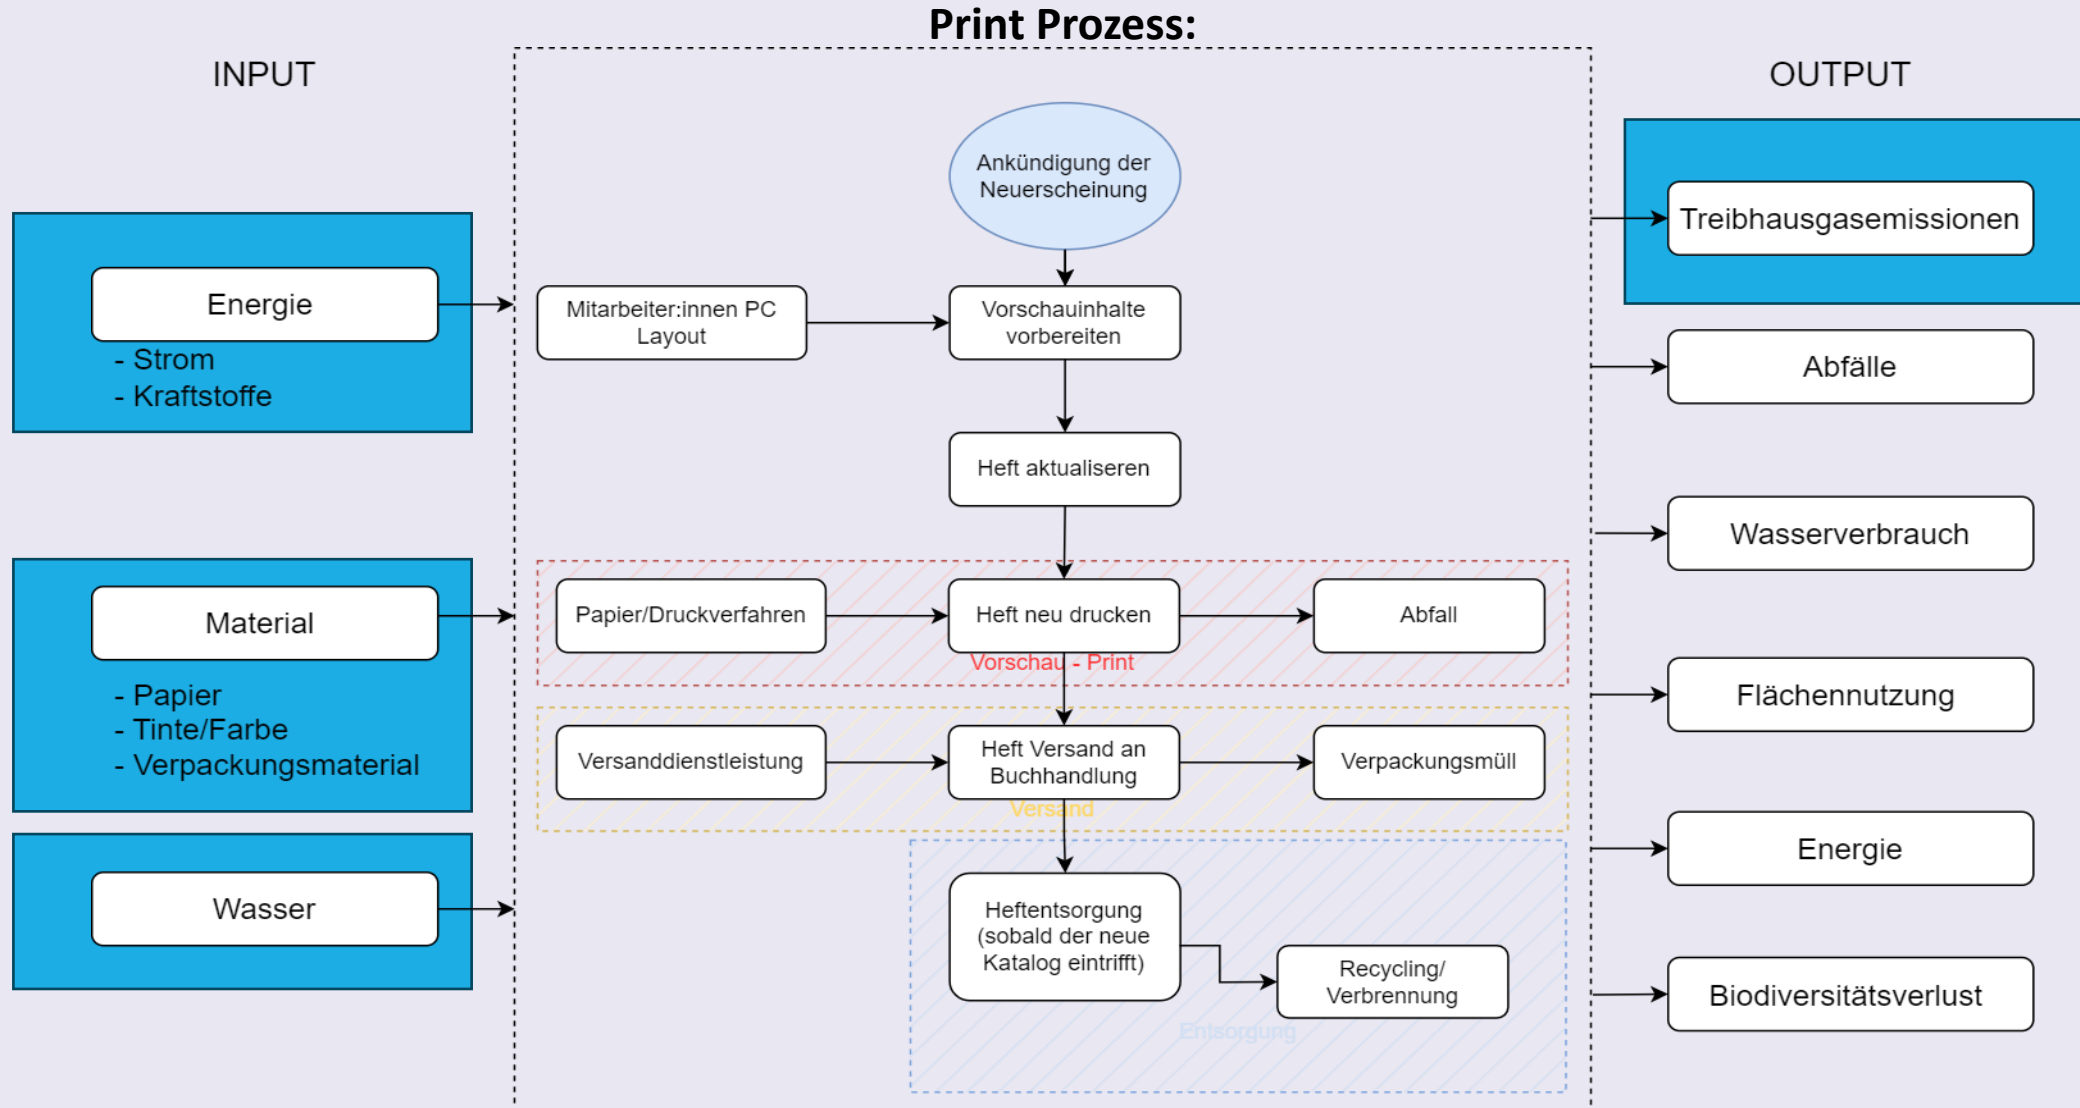 Print Prozess:
INPUT
Energie
- Strom
- Kraftstoffe
Material
- Papier
- Tinte/Farbe
- Verpackungsmaterial
Wasser
Ankündigung der
Neuerscheinung
Mitarbeiter:innen PC
Layout
Vorschauinhalte
vorbereiten
Heft aktualiseren
Papier/Druckverfahren
Heft neu drucken
Abfall
Vorschau - Print
Versanddienstleistung
Heft Versand an
Buchhandlung
Verpackungsmüll
Versand
Heftentsorgung
(sobald der neue
Katalog eintrifft)
Recycling/
Verbrennung
Entsorgung
OUTPUT
Treibhausgasemissionen
Abfälle
Wasserverbrauch
Flächennutzung
Energie
Biodiversitätsverlust